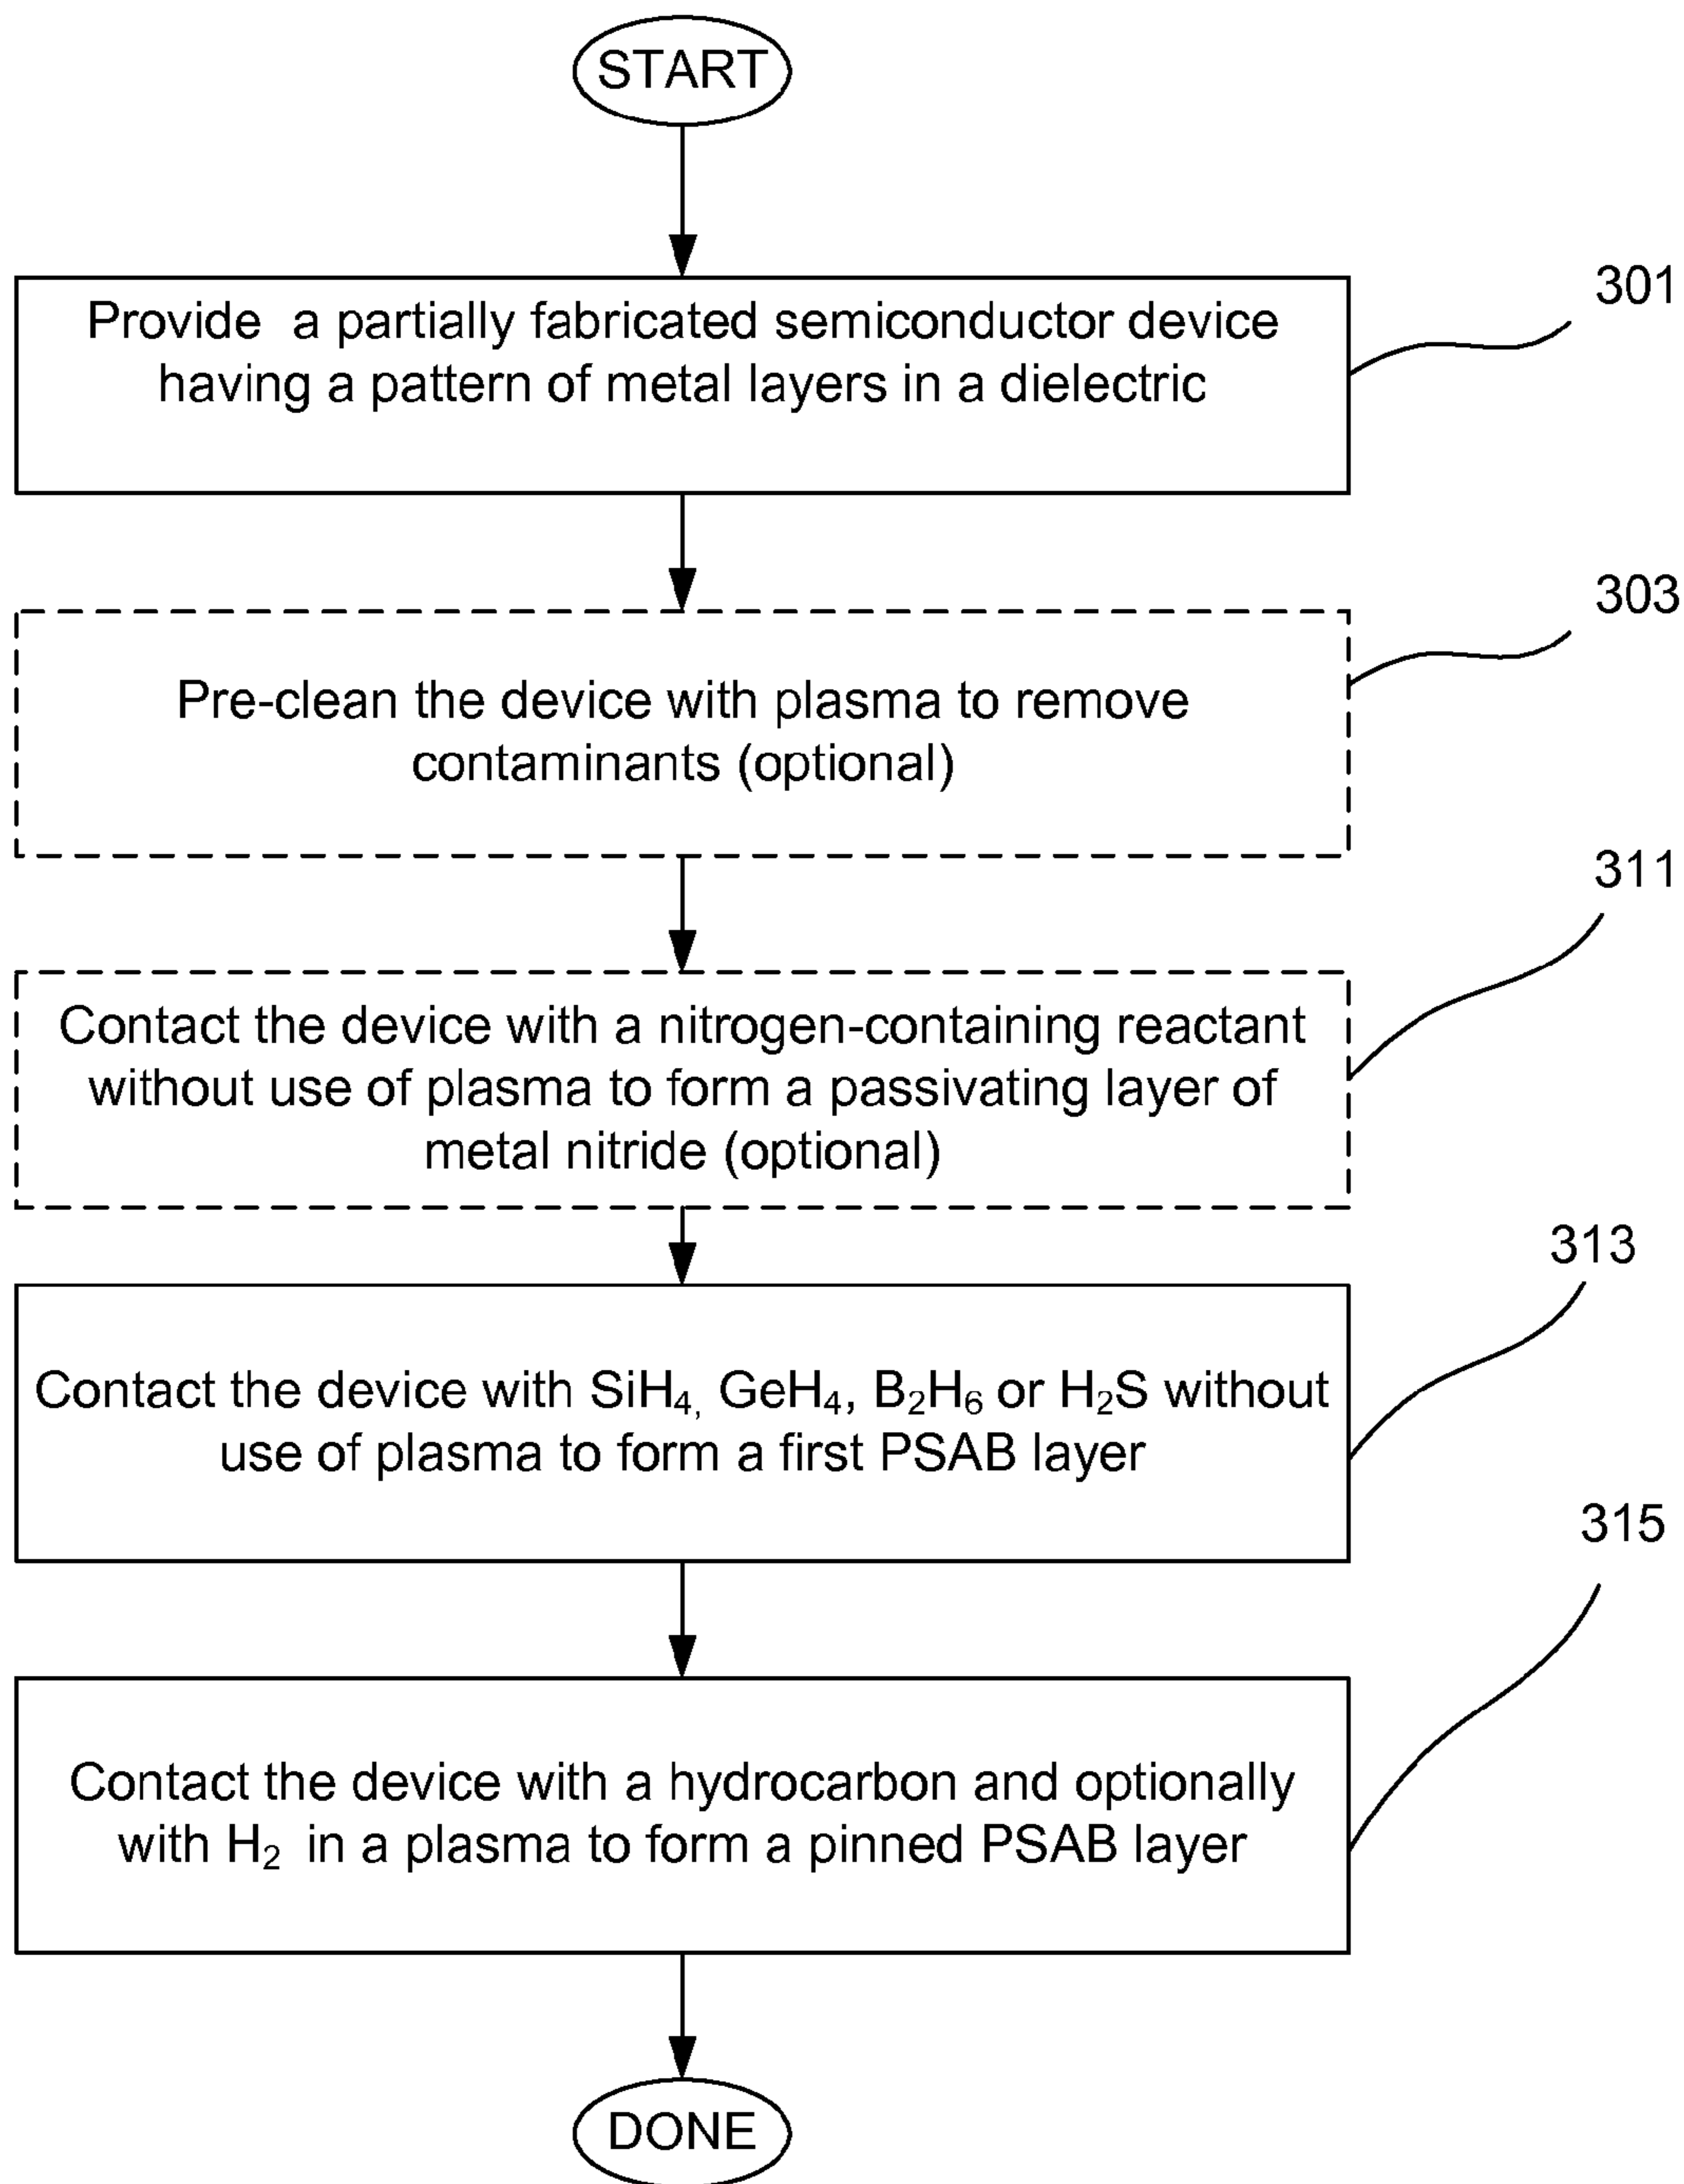 START
Provide a partially fabricated semiconductor device
having a pattern of metal layers in a dielectric
301
Pre-clean the device with plasma to remove
contaminants (optional)
303
Contact the device with a nitrogen-containing reactant
without use of plasma to form a passivating layer of
metal nitride (optional)
311
Contact the device with SiH₄, GeH₄, B₂H₆ or H₂S without
use of plasma to form a first PSAB layer
313
Contact the device with a hydrocarbon and optionally
with H₂ in a plasma to form a pinned PSAB layer
315
DONE